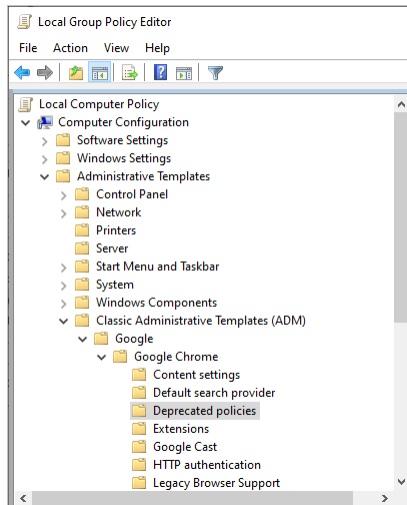 Local Group Policy Editor
File Action View Help
Local Computer Policy
Computer Configuration
Software Settings
Windows Settings
Administrative Templates
Control Panel
Network
Printers
Server
Start Menu and Taskbar
System
Windows Components
Classic Administrative Templates (ADM)
Google
Google Chrome
Content settings
Default search provider
Deprecated policies
Extensions
Google Cast
HTTP authentication
Legacy Browser Support